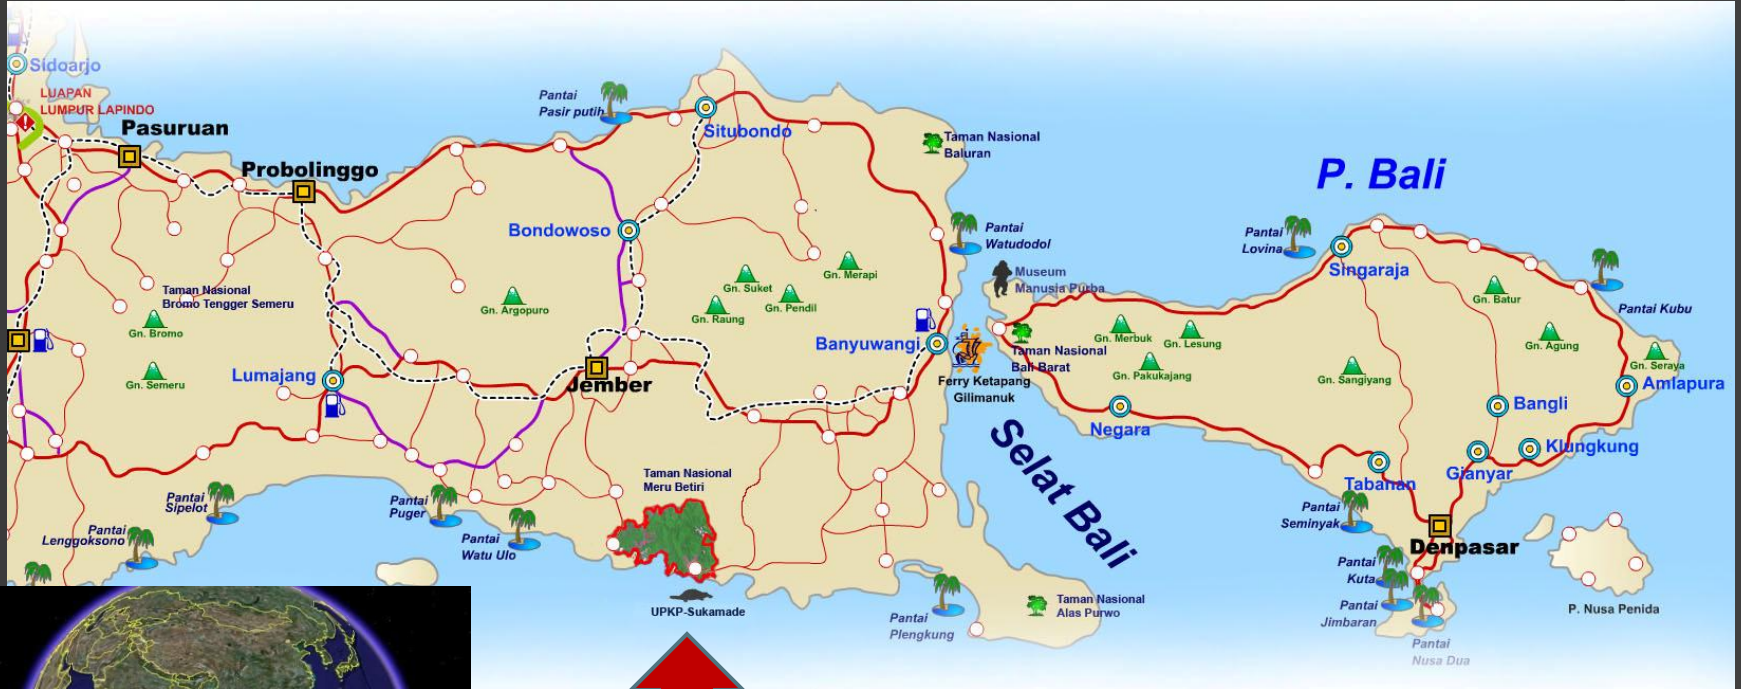 Sidoarjo
LUAPAN
LUMPUR LAPINDO
Pasuruan
Probolinggo
Pantai
Pasir putih
Situbondo
Taman Nasional
Baluran
P. Bali
Bondowoso
Pantai
Watudodol
Pantai
Lovina
Singaraja
Museum
Manusia Purba
Gn. Merapi
Gn. Suket
Gn. Pendil
Gn. Raung
Gn. Argopuro
Taman Nasional
Bromo Tengger Semeru
Gn. Bromo
Gn. Semeru
Gn. Batur
Pantai Kubu
Gn. Merbuk
Gn. Lesung
Gn. Pakukajang
Gn. Agung
Gn. Seraya
Gn. Sangiyang
Banyuwangi
Taman Nasional
Bali Barat
Ferry Ketapang
Gilimanuk
Lumajang
Jember
Amlapura
Bangli
Negara
Klungkung
Gianyar
Tabanan
Selat Bali
Taman Nasional
Meru Betiri
Pantai
Sipelot
Pantai
Puger
Pantai
Lenggoksono
Pantai
Watu Ulo
Pantai
Seminyak
Denpasar
Pantai
Kuta
Pantai
Jimbaran
UPKP-Sukamade
Pantai
Plengkung
Taman Nasional
Alas Purwo
P. Nusa Penida
Pantai
Nusa Dua